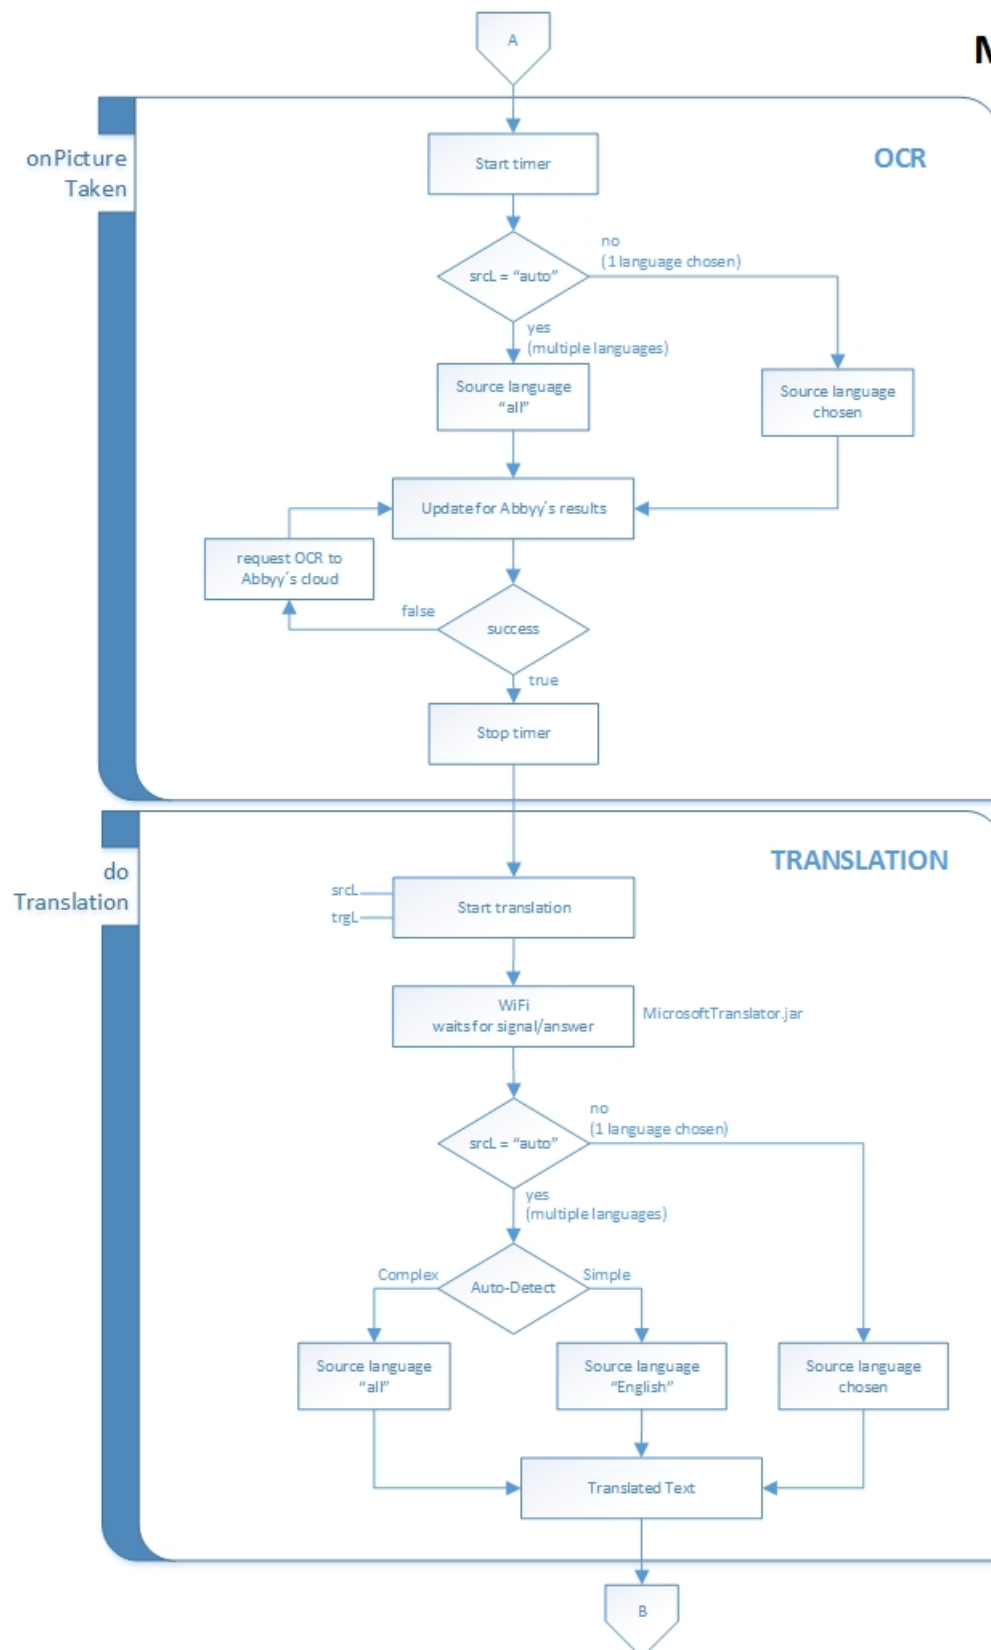 A
M
onPicture
Taken
OCR
Start timer
srcL = “auto”
no
(1 language chosen)
yes
(multiple languages)
Source language
“all”
Source language
chosen
Update for Abbyy´s results
request OCR to
Abbyy´s cloud
false
success
true
Stop timer
do
Translation
TRANSLATION
srcL
trgL
Start translation
WiFi
waits for signal/answer
MicrosoftTranslator.jar
srcL = “auto”
no
(1 language chosen)
yes
(multiple languages)
Complex
Auto-Detect
Simple
Source language
“all”
Source language
“English”
Source language
chosen
Translated Text
B